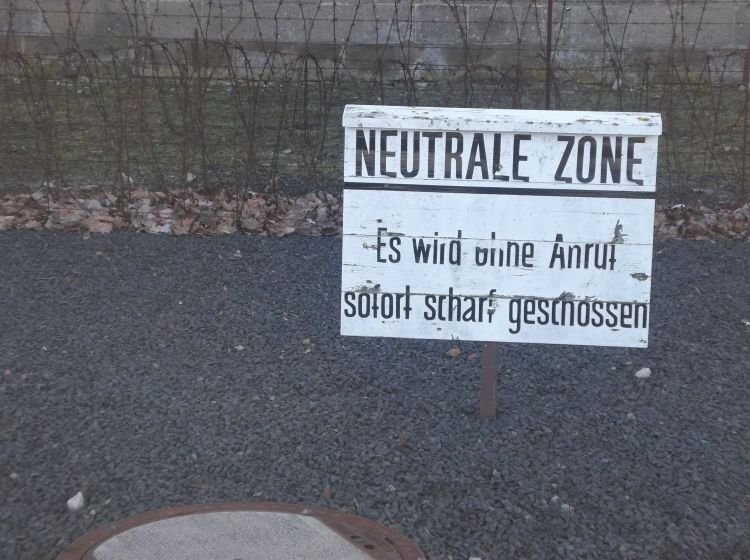 NEUTRALE ZONE
Es wird ohne Anruf
sofort scharf geschossen